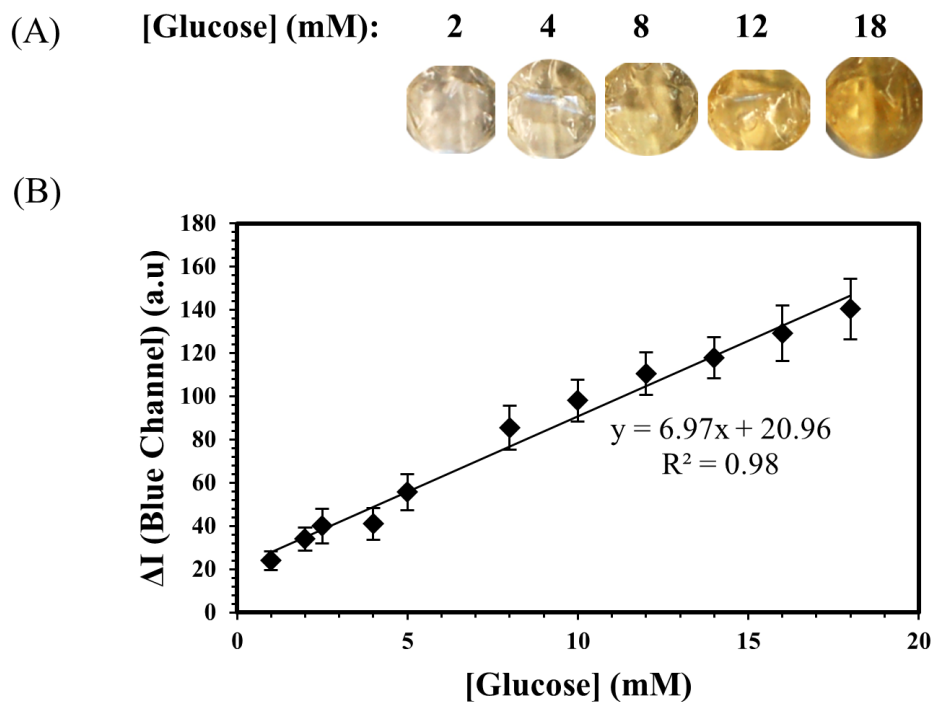 (A) [Glucose] (mM): 2 4 8 12 18
(B)
180
160
140
120
100
80
60
40
20
0
ΔI (Blue Channel) (a.u)
y = 6.97x + 20.96
R² = 0.98
0 5 10 15 20
[Glucose] (mM)